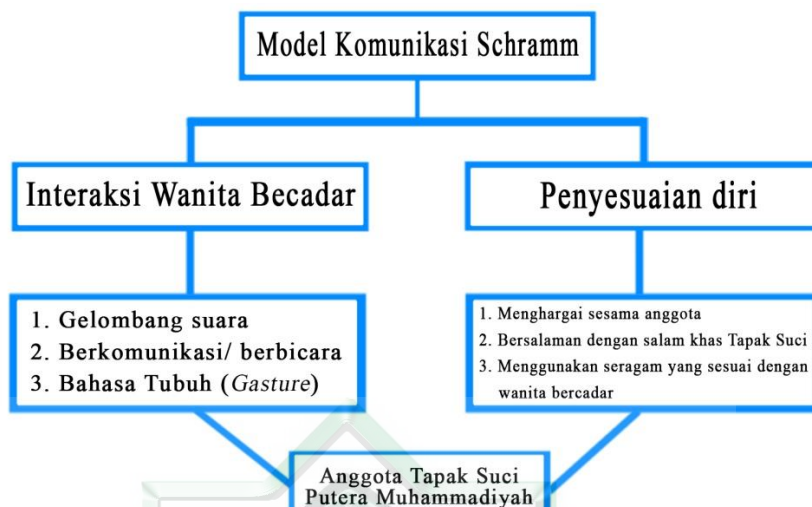 Model Komunikasi Schramm
Interaksi Wanita Becadar
Penyesuaian diri
1. Gelombang suara
2. Berkomunikasi/ berbicara
3. Bahasa Tubuh (Gasture)
1. Menghargai sesama anggota
2. Bersalaman dengan salam khas Tapak Suci
3. Menggunakan seragam yang sesuai dengan
wanita bercadar
Anggota Tapak Suci
Putera Muhammadiyah